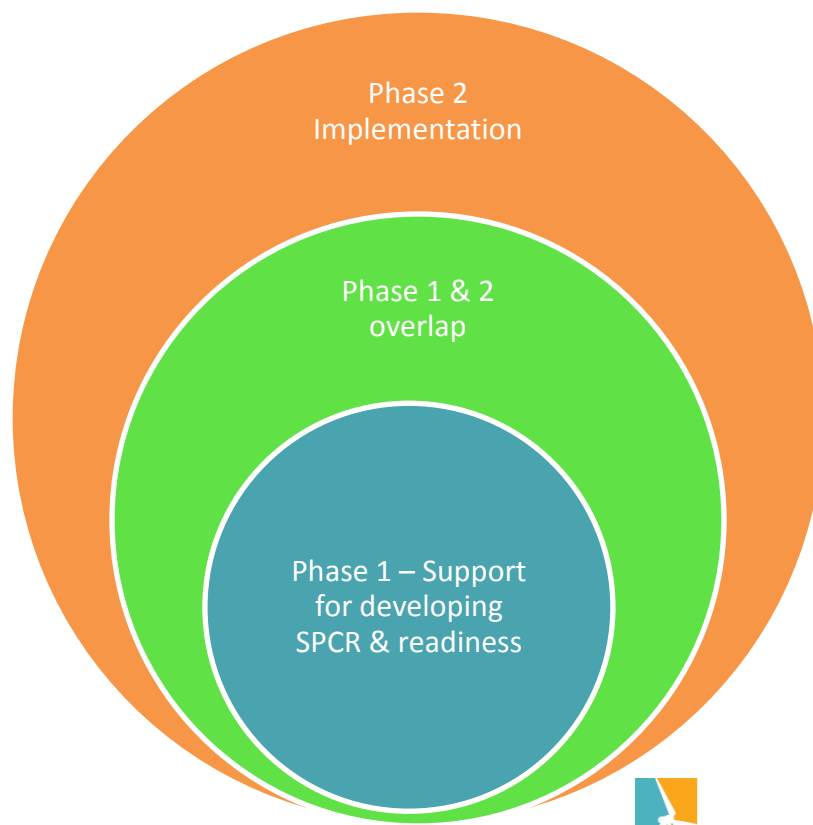 Phase 2
Implementation
Phase 1 & 2
overlap
Phase 1 – Support
for developing
SPCR & readiness